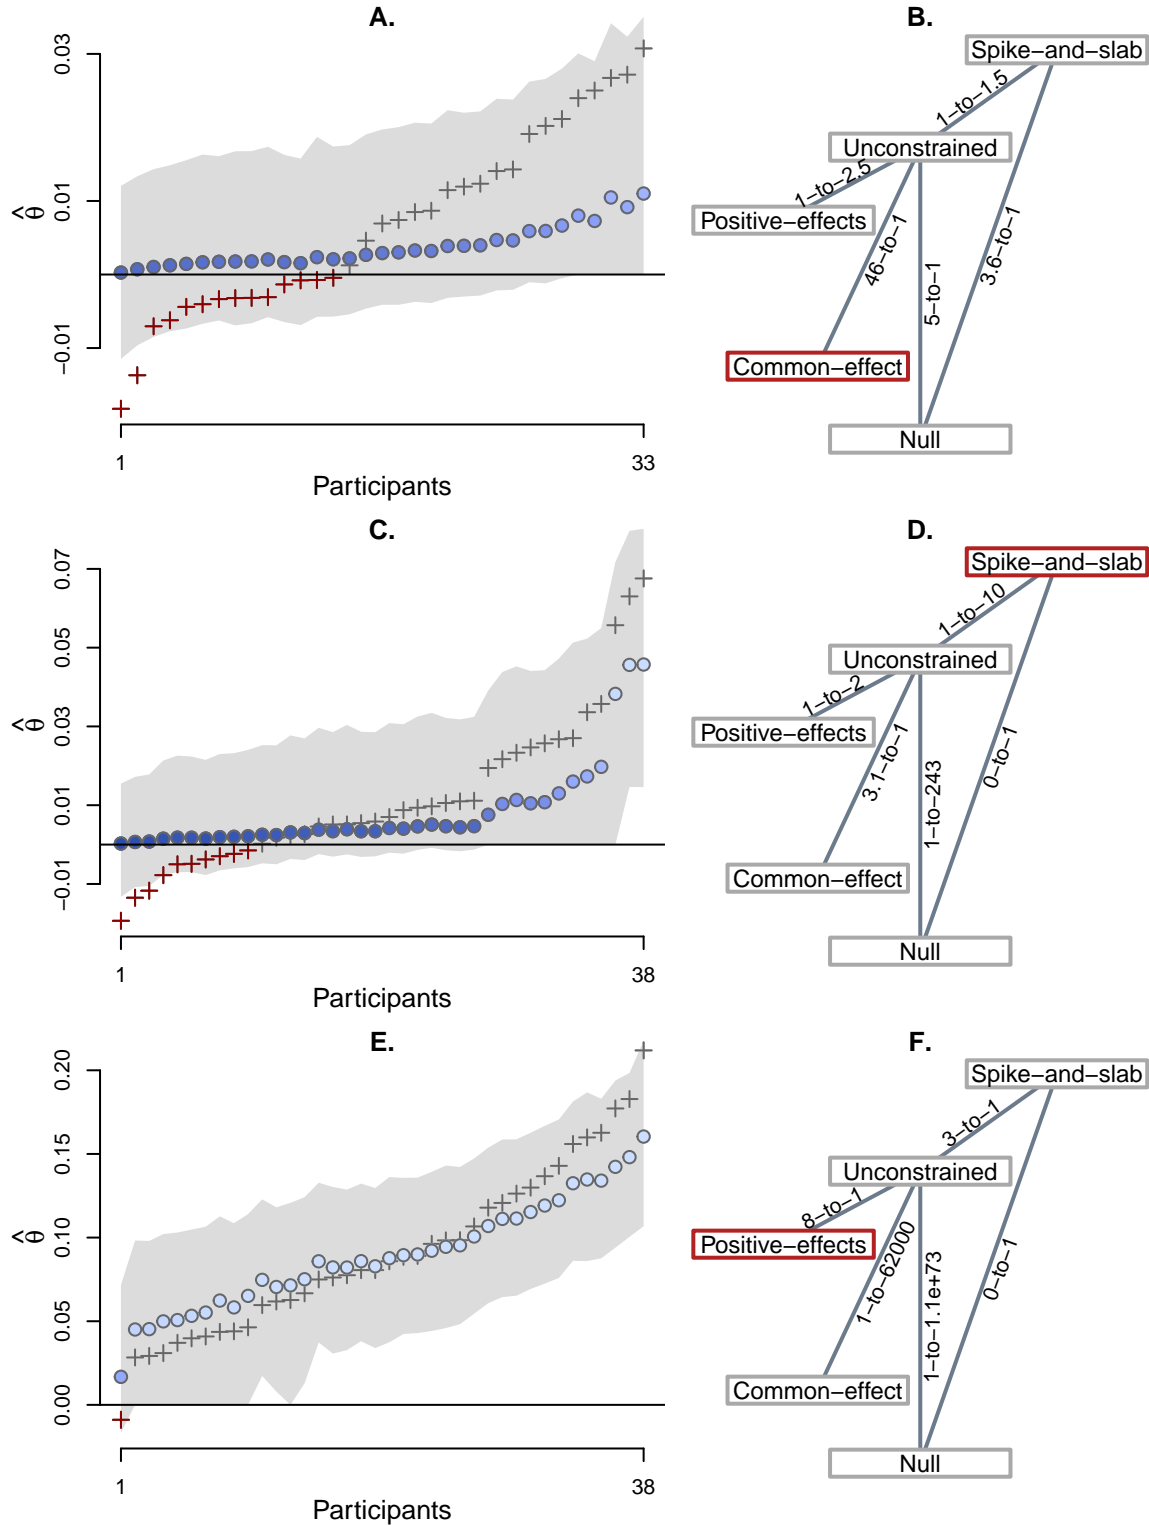 A.
0.03
0.01
−0.01
θ̂
1
33
Participants
B.
Spike−and−slab
1−to−1.5
Unconstrained
1−to−2.5
Positive−effects
46−to−1
5−to−1
3.6−to−1
Common−effect
Null
C.
0.07
0.05
0.03
0.01
−0.01
θ̂
1
38
Participants
D.
Spike−and−slab
1−to−10
Unconstrained
1−to−2
Positive−effects
3.1−to−1
1−to−243
0−to−1
Common−effect
Null
E.
0.20
0.15
0.10
0.05
0.00
θ̂
1
38
Participants
F.
Spike−and−slab
3−to−1
Unconstrained
8−to−1
Positive−effects
1−to−62000
1−to−1.1e+73
0−to−1
Common−effect
Null